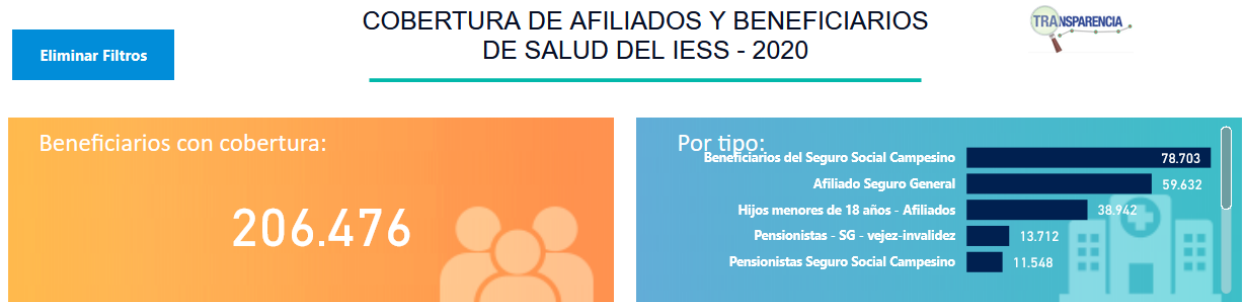 Eliminar Filtros
COBERTURA DE AFILIADOS Y BENEFICIARIOS
DE SALUD DEL IESS - 2020
TRANSPARENCIA
Beneficiarios con cobertura:
206.476
Por tipo:
Beneficiarios del Seguro Social Campesino 78.703
Afiliado Seguro General 59.632
Hijos menores de 18 años - Afiliados 38.942
Pensionistas - SG - vejez-invalidez 13.712
Pensionistas Seguro Social Campesino 11.548